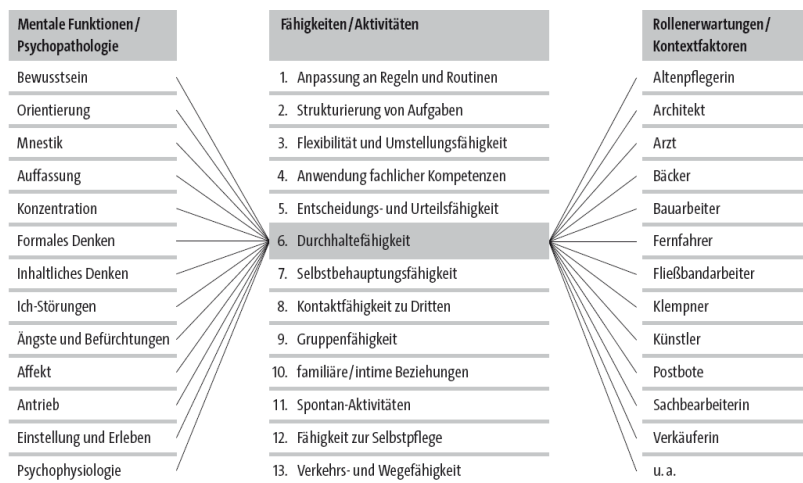 Mentale Funktionen/
Psychopathologie
Bewusstsein
Orientierung
Mnestik
Auffassung
Konzentration
Formales Denken
Inhaltliches Denken
Ich-Störungen
Ängste und Befürchtungen
Affekt
Antrieb
Einstellung und Erleben
Psychophysiologie
Fähigkeiten/Aktivitäten
1. Anpassung an Regeln und Routinen
2. Strukturierung von Aufgaben
3. Flexibilität und Umstellungsfähigkeit
4. Anwendung fachlicher Kompetenzen
5. Entscheidungs- und Urteilsfähigkeit
6. Durchhaltefähigkeit
7. Selbstbehauptungsfähigkeit
8. Kontaktfähigkeit zu Dritten
9. Gruppenfähigkeit
10. familiäre/intime Beziehungen
11. Spontan-Aktivitäten
12. Fähigkeit zur Selbstpflege
13. Verkehrs- und Wegefähigkeit
Rollenerwartungen/
Kontextfaktoren
Altenpflegerin
Architekt
Arzt
Bäcker
Bauarbeiter
Fernfahrer
Fließbandarbeiter
Klempner
Künstler
Postbote
Sachbearbeiterin
Verkäuferin
u. a.